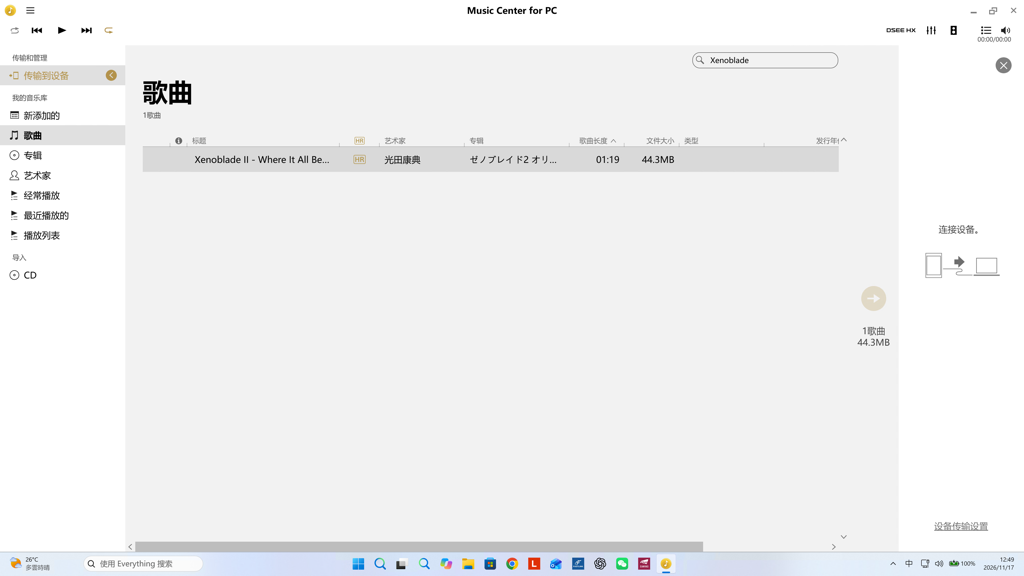 Music Center for PC
DSEE HX
00:00/00:00
传输和管理
传输到设备
我的音乐库
新添加的
歌曲
专辑
艺术家
经常播放
最近播放的
播放列表
导入
CD
Xenoblade
歌曲
1歌曲
标题 HR 艺术家 专辑 歌曲长度 文件大小 类型 发行年
Xenoblade II - Where It All Be... HR 光田康典 ゼノブレイド2 オリ... 01:19 44.3MB
1歌曲
44.3MB
连接设备。
设备传输设置
26°C
多雲時晴
使用 Everything 搜索
L
中
100%
12:49
2026/11/17